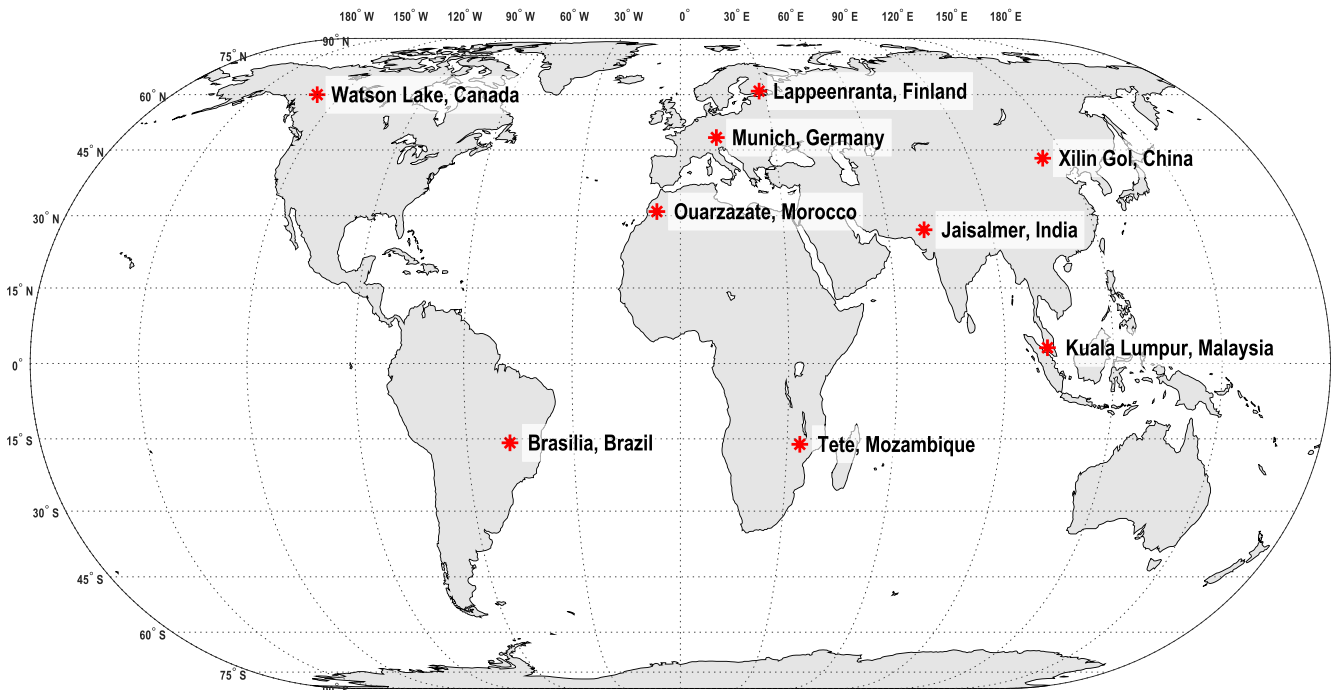 180° W 150° W 120° W 90° W 60° W 30° W 0° 30° E 60° E 90° E 120° E 150° E 180° E
90° N
75° N
60° N
Watson Lake, Canada
Lappeenranta, Finland
Munich, Germany
45° N
Xilin Gol, China
30° N
Ouarzazate, Morocco
Jaisalmer, India
15° N
Kuala Lumpur, Malaysia
0°
15° S
Brasilia, Brazil
Tete, Mozambique
30° S
45° S
60° S
75° S